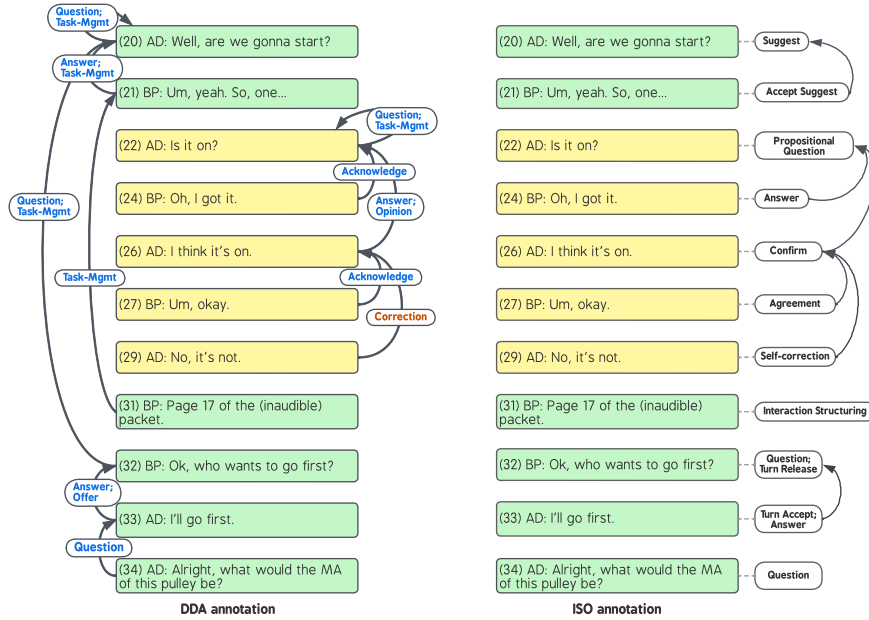 Question;
Task-Mgmt
(20) AD: Well, are we gonna start?
Answer;
Task-Mgmt
(21) BP: Um, yeah. So, one...
Question;
Task-Mgmt
(22) AD: Is it on?
Acknowledge
(24) BP: Oh, I got it.
Answer;
Opinion
Question;
Task-Mgmt
(26) AD: I think it's on.
Acknowledge
Task-Mgmt
(27) BP: Um, okay.
Correction
(29) AD: No, it's not.
(31) BP: Page 17 of the (inaudible)
packet.
(32) BP: Ok, who wants to go first?
Answer;
Offer
(33) AD: I'll go first.
Question
(34) AD: Alright, what would the MA
of this pulley be?
DDA annotation
(20) AD: Well, are we gonna start?
Suggest
(21) BP: Um, yeah. So, one...
Accept Suggest
(22) AD: Is it on?
Propositional
Question
(24) BP: Oh, I got it.
Answer
(26) AD: I think it's on.
Confirm
(27) BP: Um, okay.
Agreement
(29) AD: No, it's not.
Self-correction
(31) BP: Page 17 of the (inaudible)
packet.
Interaction Structuring
(32) BP: Ok, who wants to go first?
Question;
Turn Release
(33) AD: I'll go first.
Turn Accept;
Answer
(34) AD: Alright, what would the MA
of this pulley be?
Question
ISO annotation